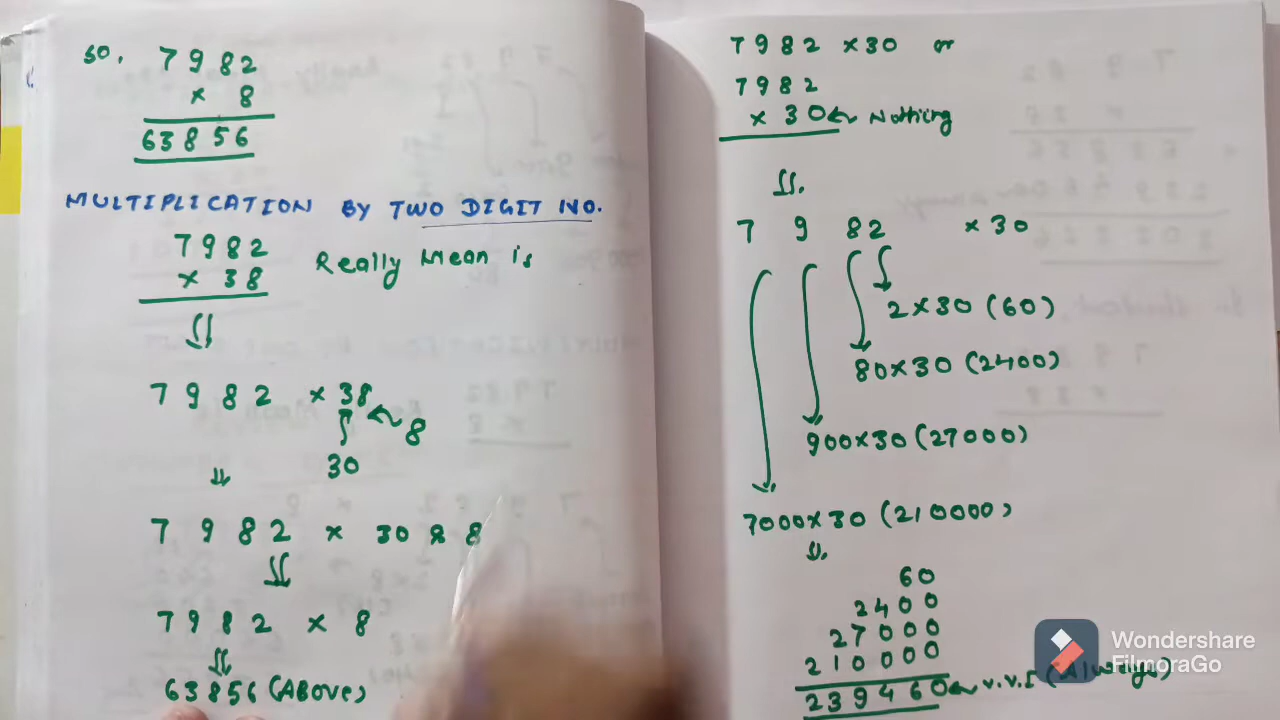 so, 7982
× 8
63856
MULTIPLICATION BY TWO DIGIT NO.
7982
× 38 Really Mean is
7982 × 38
8
30
7982 × 30 & 8
7982 × 8
63856 (ABOVE)
7982 ×30 or
7982
× 30 Nothing
7 9 82 ×30
2×30 (60)
80×30 (2400)
900×30 (27000)
7000×30 (210000)
60
2400
27000
210000
239460 V.V.I (Always)
Wondershare
FilmoraGo